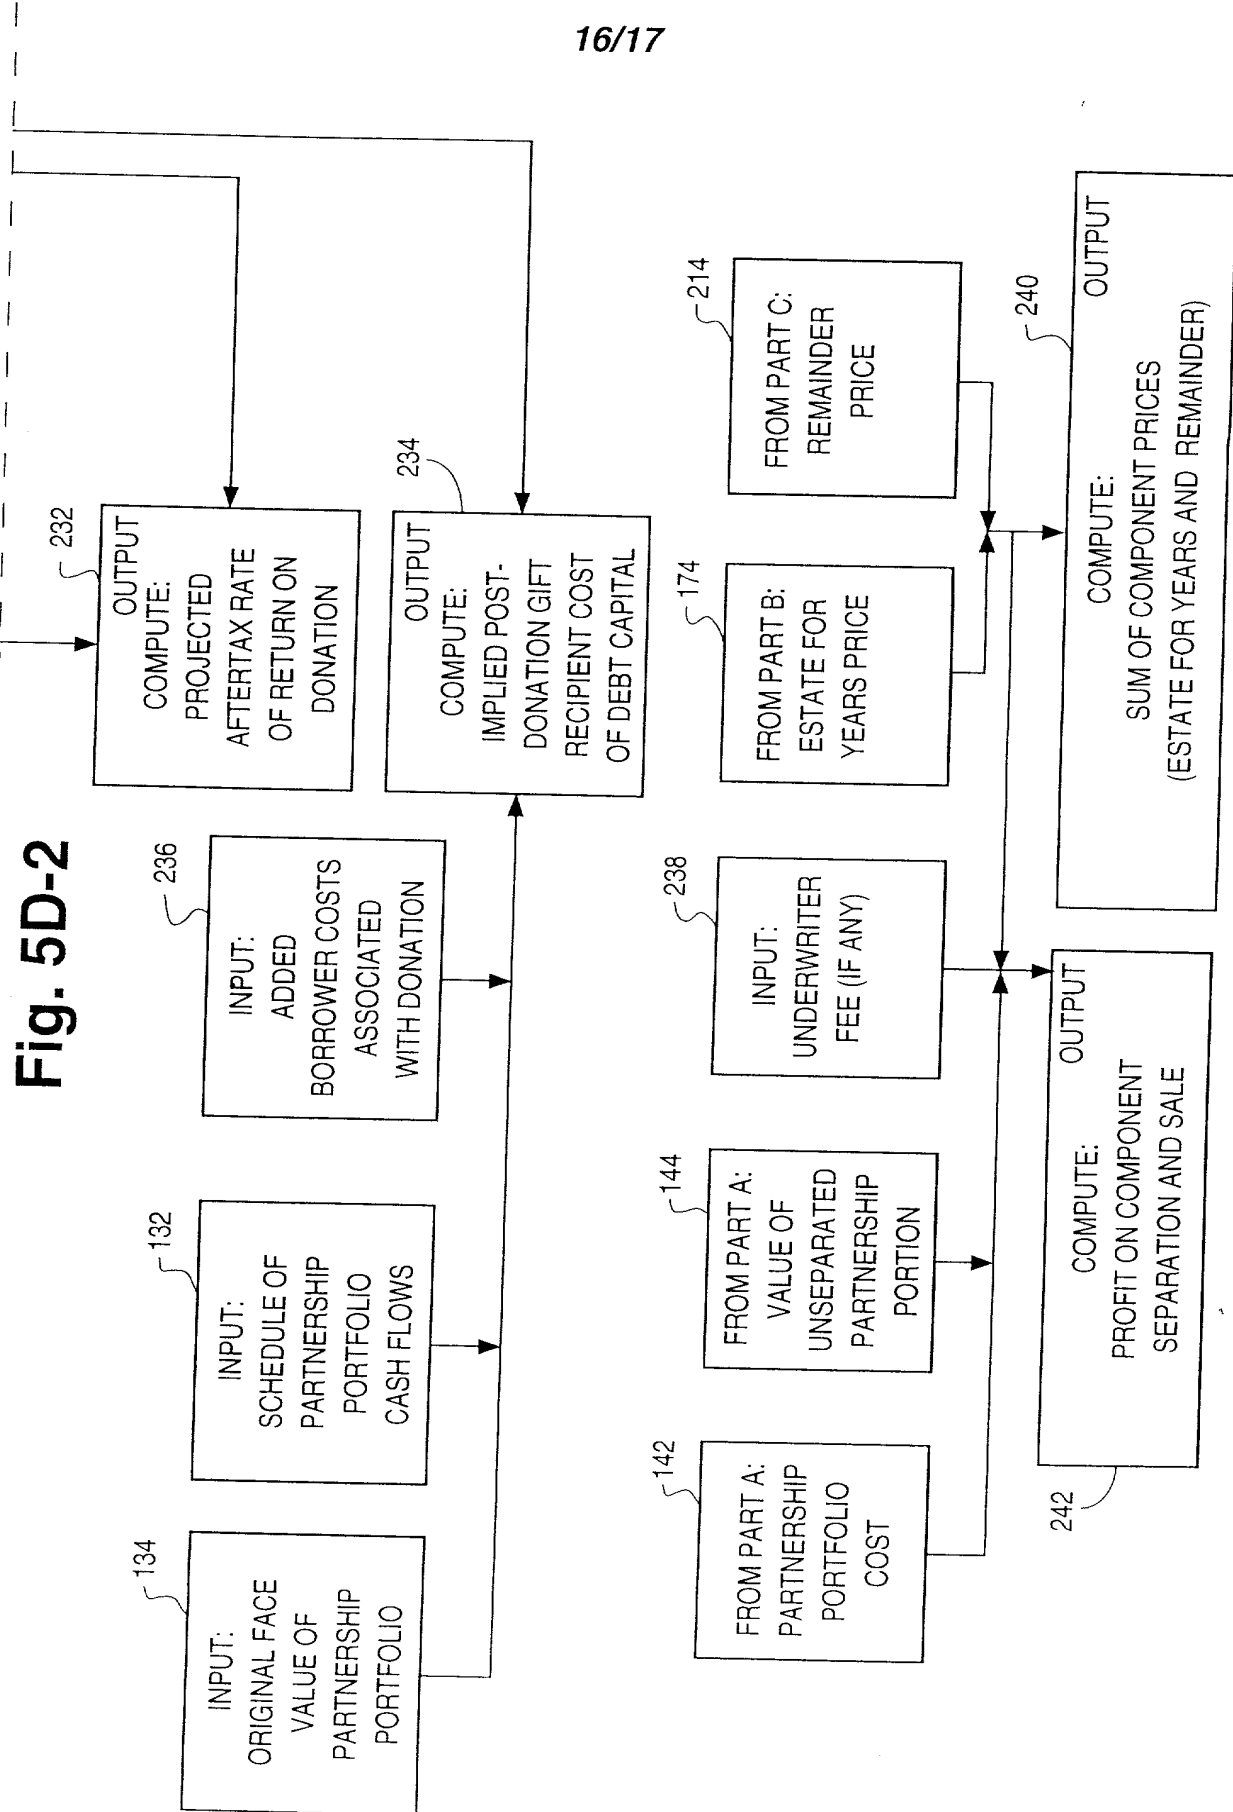 16/17
Fig. 5D-2
232
OUTPUT
COMPUTE:
PROJECTED
AFTERTAX RATE
OF RETURN ON
DONATION
234
OUTPUT
COMPUTE:
IMPLIED POST-
DONATION GIFT
RECIPIENT COST
OF DEBT CAPITAL
236
INPUT:
ADDED
BORROWER COSTS
ASSOCIATED
WITH DONATION
132
INPUT:
SCHEDULE OF
PARTNERSHIP
PORTFOLIO
CASH FLOWS
134
INPUT:
ORIGINAL FACE
VALUE OF
PARTNERSHIP
PORTFOLIO
214
FROM PART C:
REMAINDER
PRICE
174
FROM PART B:
ESTATE FOR
YEARS PRICE
238
INPUT:
UNDERWRITER
FEE (IF ANY)
144
FROM PART A:
VALUE OF
UNSEPARATED
PARTNERSHIP
PORTION
142
FROM PART A:
PARTNERSHIP
PORTFOLIO
COST
240
OUTPUT
COMPUTE:
SUM OF COMPONENT PRICES
(ESTATE FOR YEARS AND REMAINDER)
242
OUTPUT
COMPUTE:
PROFIT ON COMPONENT
SEPARATION AND SALE